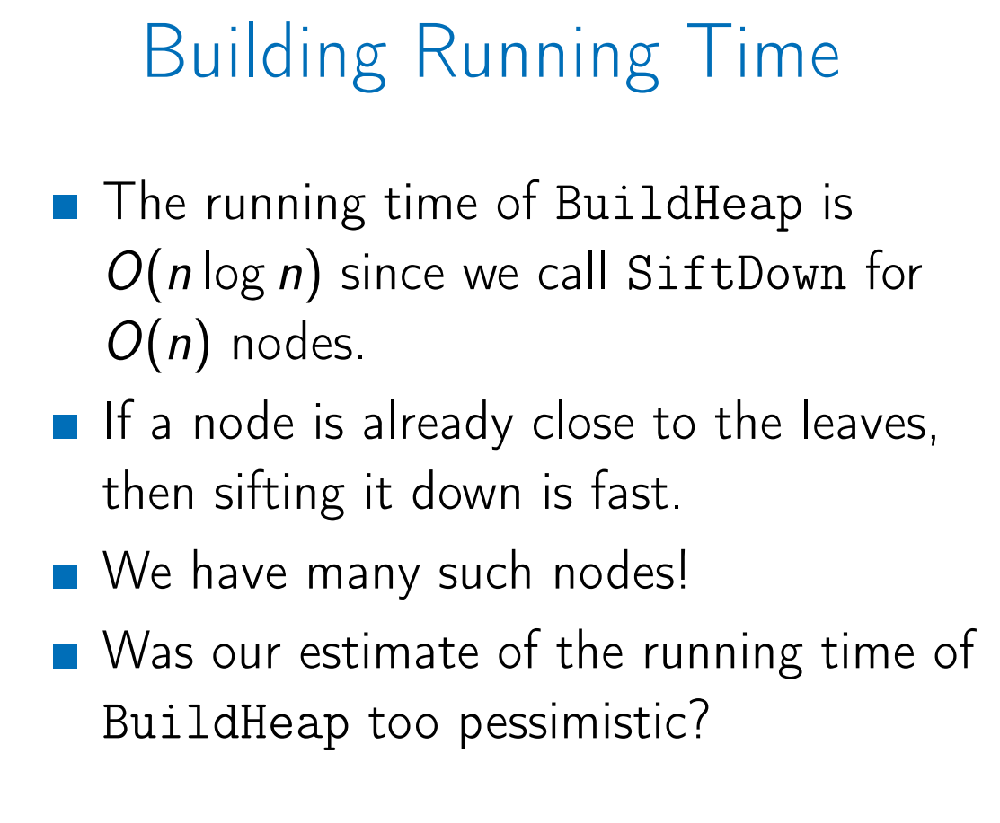 Building Running Time
The running time of BuildHeap is
O(n log n) since we call SiftDown for
O(n) nodes.
If a node is already close to the leaves,
then sifting it down is fast.
We have many such nodes!
Was our estimate of the running time of
BuildHeap too pessimistic?